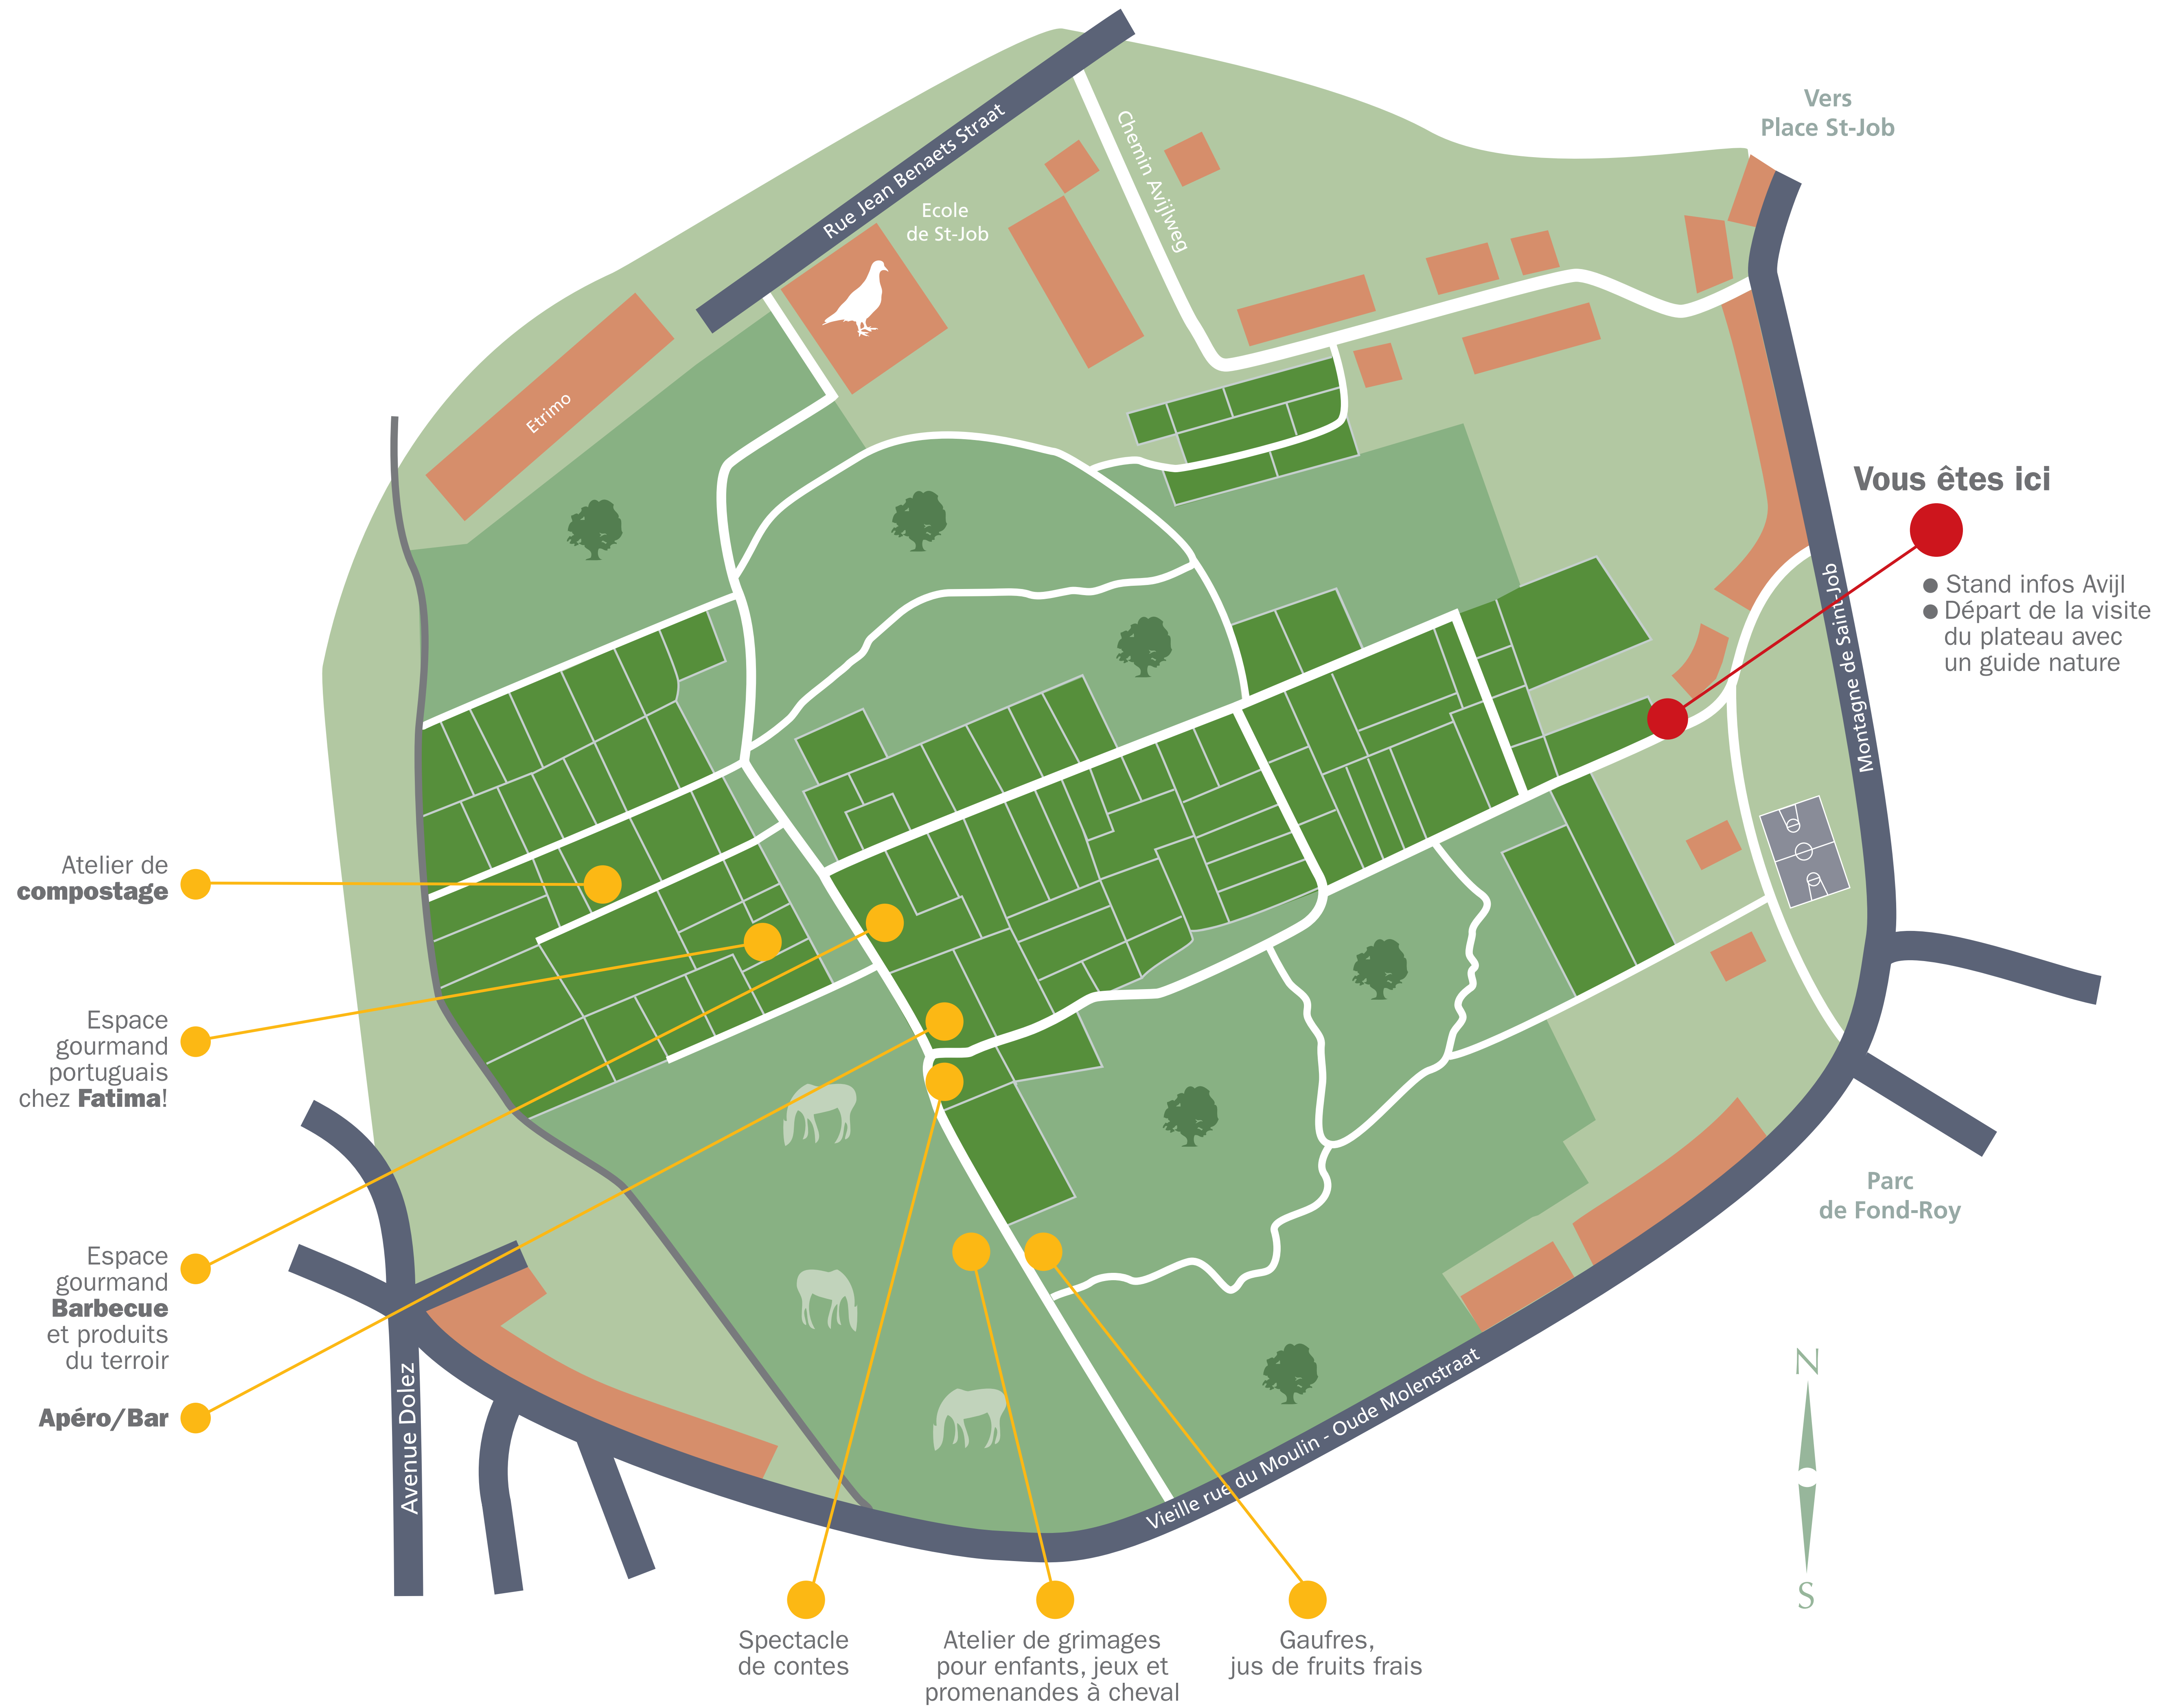 Vers
Place St-Job
Rue Jean Benaets Straat
Chemin Avijlweg
Ecole
de St-Job
Etrimo
Vous êtes ici
● Stand infos Avijl
● Départ de la visite
du plateau avec
un guide nature
Montagne de Saint-Job
Atelier de
compostage
Espace
gourmand
portuguais
chez Fatima!
Espace
gourmand
Barbecue
et produits
du terroir
Apéro/Bar
Parc
de Fond-Roy
Avenue Dolez
Vieille rue du Moulin - Oude Molenstraat
N
S
Spectacle
de contes
Atelier de grimages
pour enfants, jeux et
promenandes à cheval
Gaufres,
jus de fruits frais